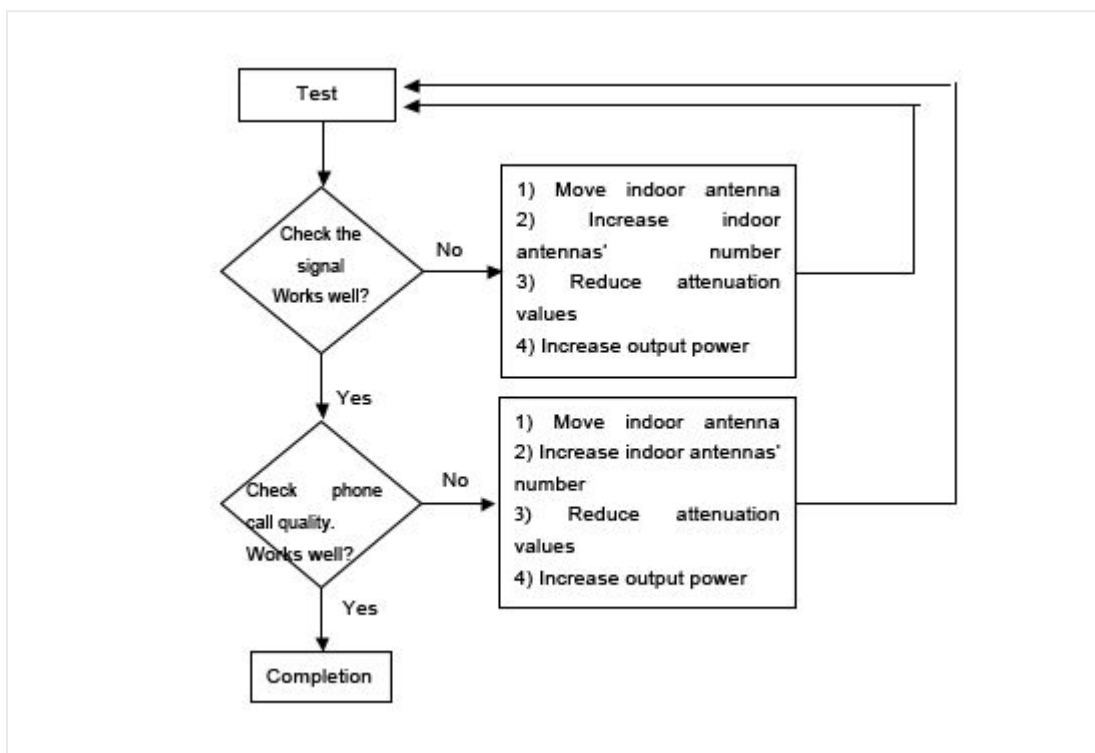 Test
Check the
signal
Works well?
No
1) Move indoor antenna
2) Increase indoor
antennas' number
3) Reduce attenuation
values
4) Increase output power
Yes
Check phone
call quality.
Works well?
No
1) Move indoor antenna
2) Increase indoor antennas'
number
3) Reduce attenuation
values
4) Increase output power
Yes
Completion